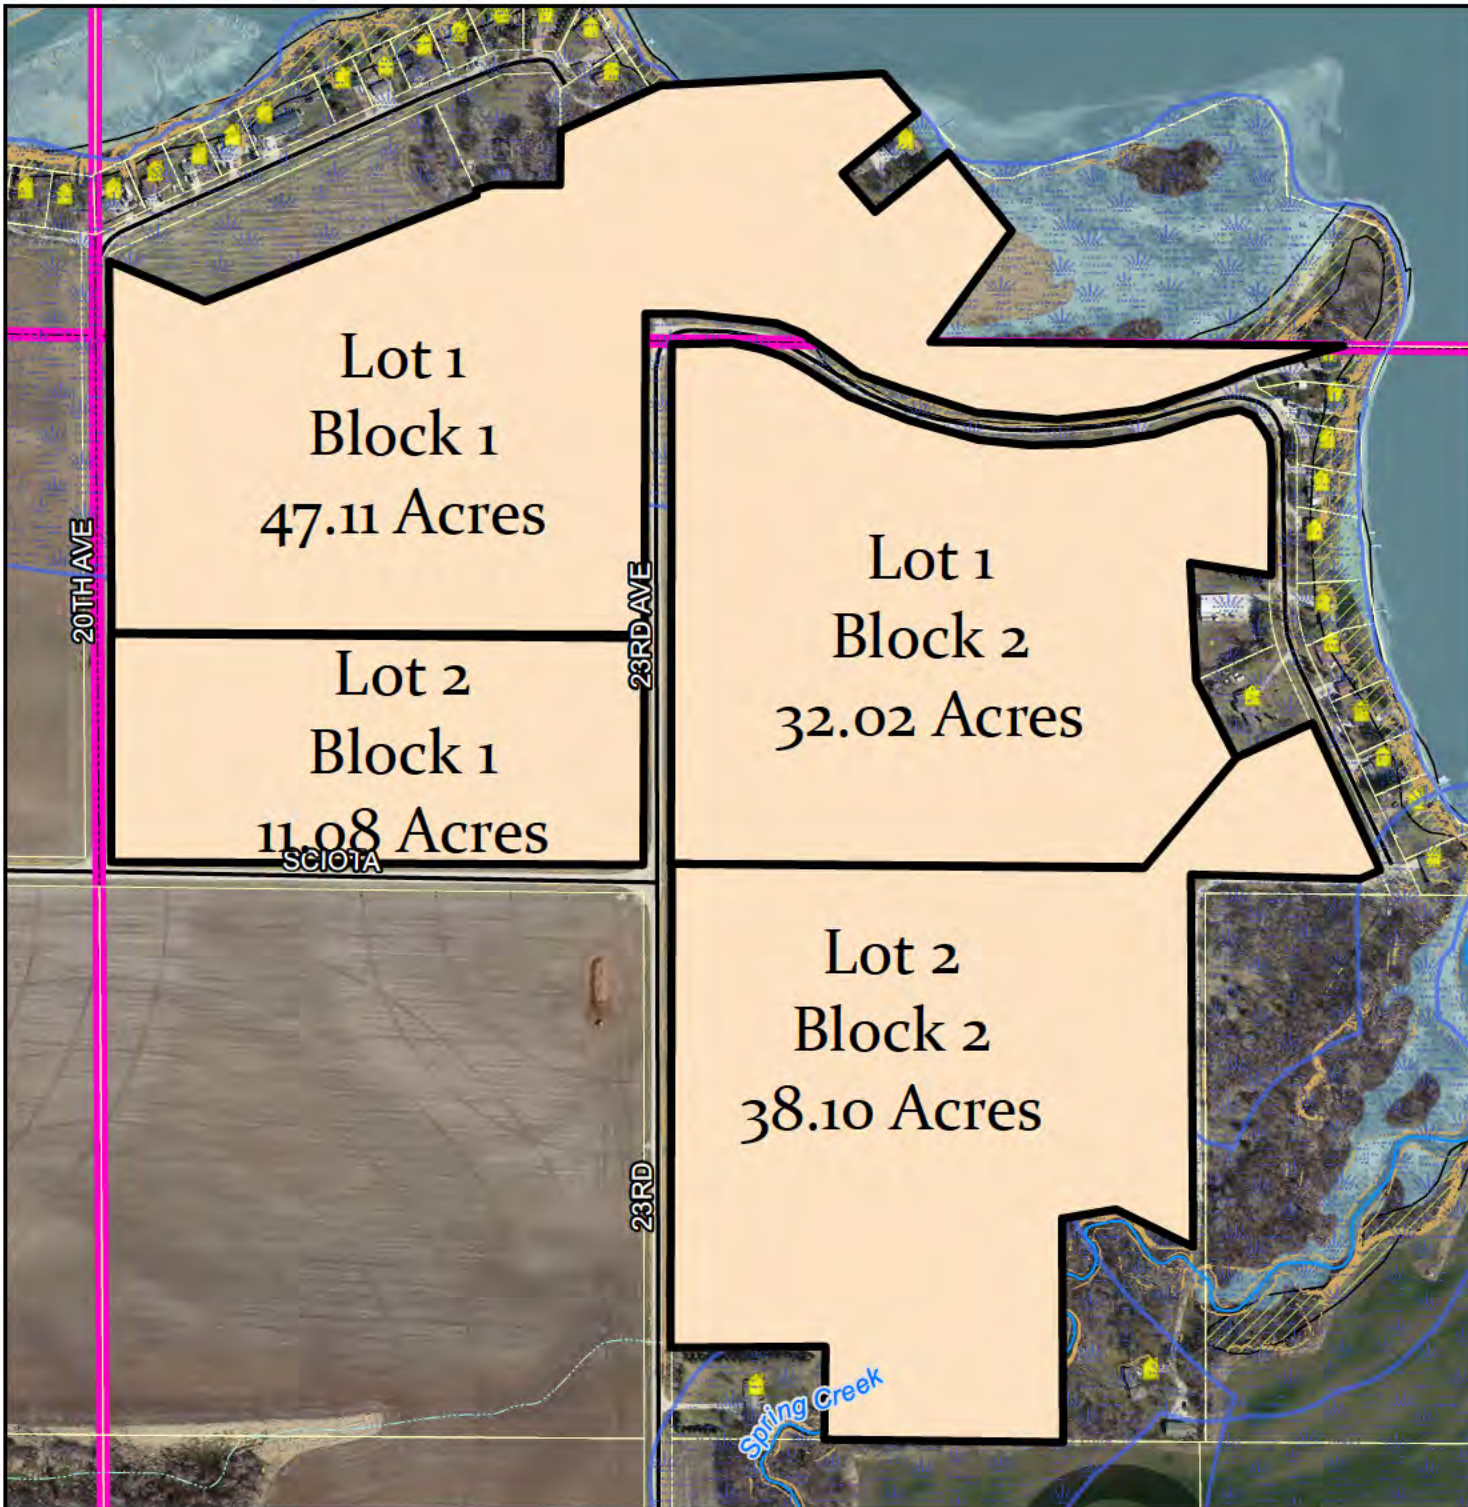 Lot 1
Block 1
47.11 Acres
20TH AVE
23RD AVE
Lot 1
Block 2
32.02 Acres
Lot 2
Block 1
11.08 Acres
SCIOTA
Lot 2
Block 2
38.10 Acres
23RD
Spring Creek